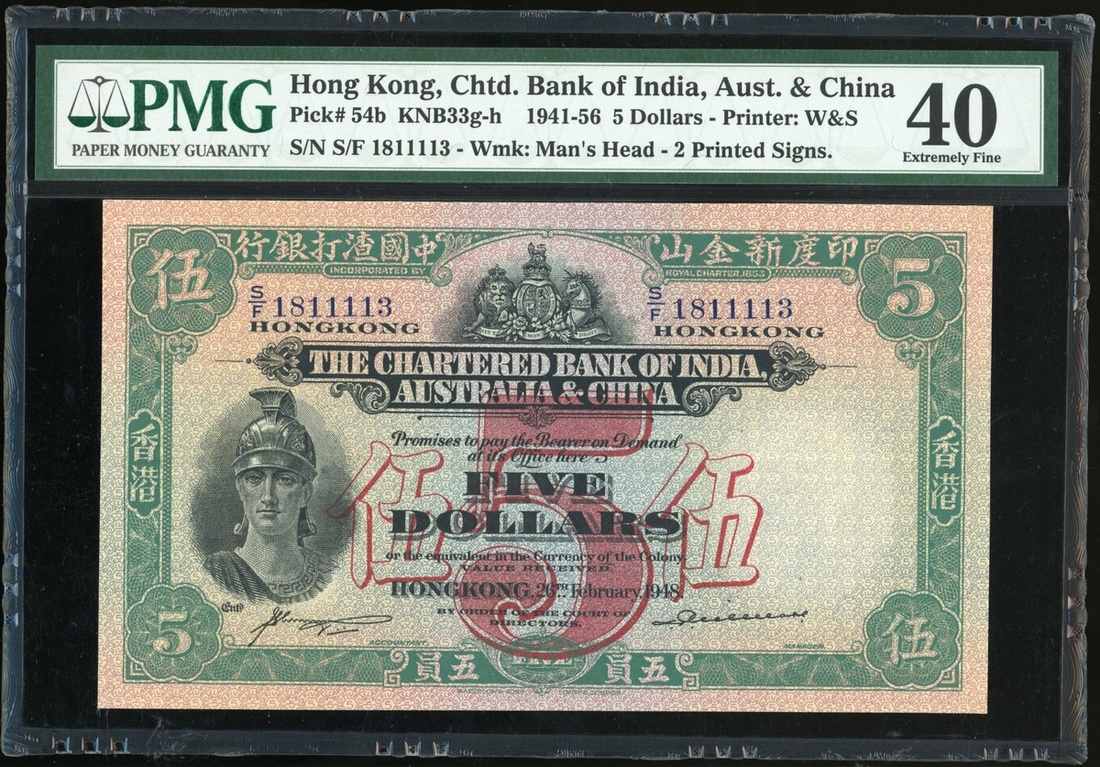 PMG
PAPER MONEY GUARANTY
Hong Kong, Chtd. Bank of India, Aust. & China
Pick# 54b KNB33g-h 1941-56 5 Dollars - Printer: W&S
S/N S/F 1811113 - Wmk: Man's Head - 2 Printed Signs.
40
Extremely Fine
伍
行銀打渣國中
山金新度印
5
INCORPORATED BY
ROYAL CHARTER, 1853
S/F 1811113
S/F 1811113
HONGKONG
HONGKONG
THE CHARTERED BANK OF INDIA,
AUSTRALIA & CHINA
Promises to pay the Bearer on Demand
at its Office here
香港
伍
5
伍
香港
FIVE
DOLLARS
or the equivalent in the Currency of the Colony
VALUE RECEIVED.
HONGKONG, 26TH February, 1948.
BY ORDER OF THE COURT OF
DIRECTORS.
5
ACCOUNTANT
MANAGER
伍
員五
FIVE
員五